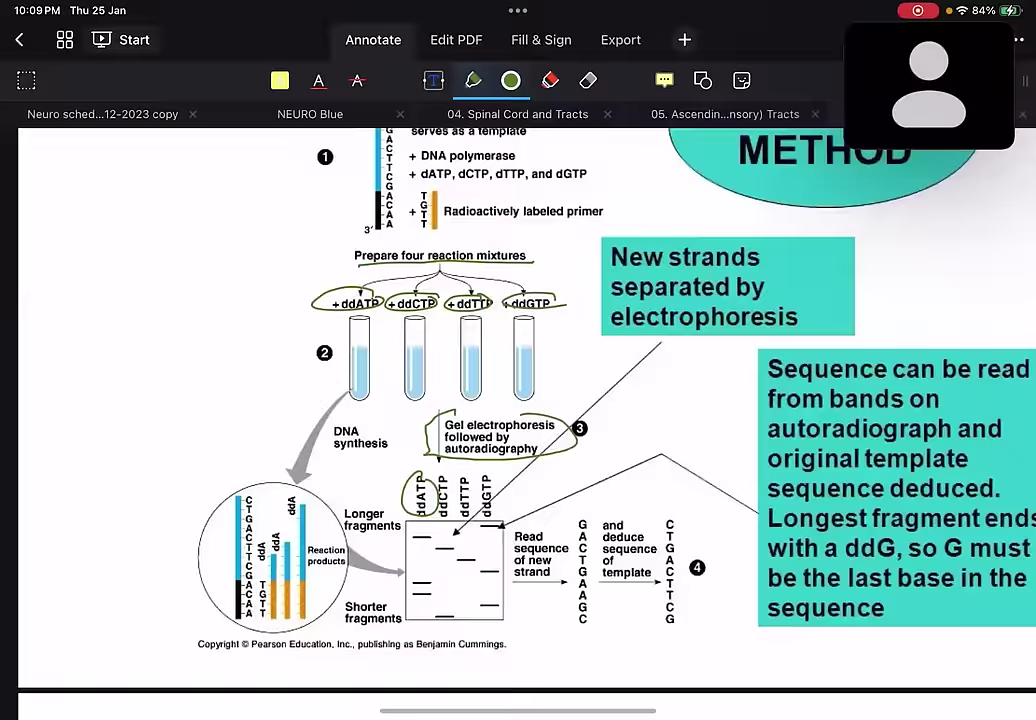 10:09 PM Thu 25 Jan
84%
Start
Annotate
Edit PDF
Fill & Sign
Export
Neuro sched....12-2023 copy
NEURO Blue
04. Spinal Cord and Tracts
05. Ascendin...nsory) Tracts
METHOD
serves as a template
1
+ DNA polymerase
+ dATP, dCTP, dTTP, and dGTP
G
A
C
T
T
C
G
A
C
A
A
3'
+
T
G
T
T
Radioactively labeled primer
Prepare four reaction mixtures
+ ddATP
+ ddCTP
+ ddTTP
+ ddGTP
2
New strands
separated by
electrophoresis
DNA
synthesis
Gel electrophoresis
followed by
autoradiography
3
ddATP
ddCTP
ddTTP
ddGTP
Sequence can be read
from bands on
autoradiograph and
original template
sequence deduced.
Longest fragment ends
with a ddG, so G must
be the last base in the
sequence
C
T
G
A
C
T
T
C
G
A
C
A
A
T
G
T
T
ddA
ddA
ddA
Reaction
products
Longer
fragments
Shorter
fragments
Read
sequence
of new
strand
G
A
C
T
G
A
A
G
C
and
deduce
sequence
of
template
C
T
G
A
C
T
T
C
G
4
Copyright © Pearson Education, Inc., publishing as Benjamin Cummings.